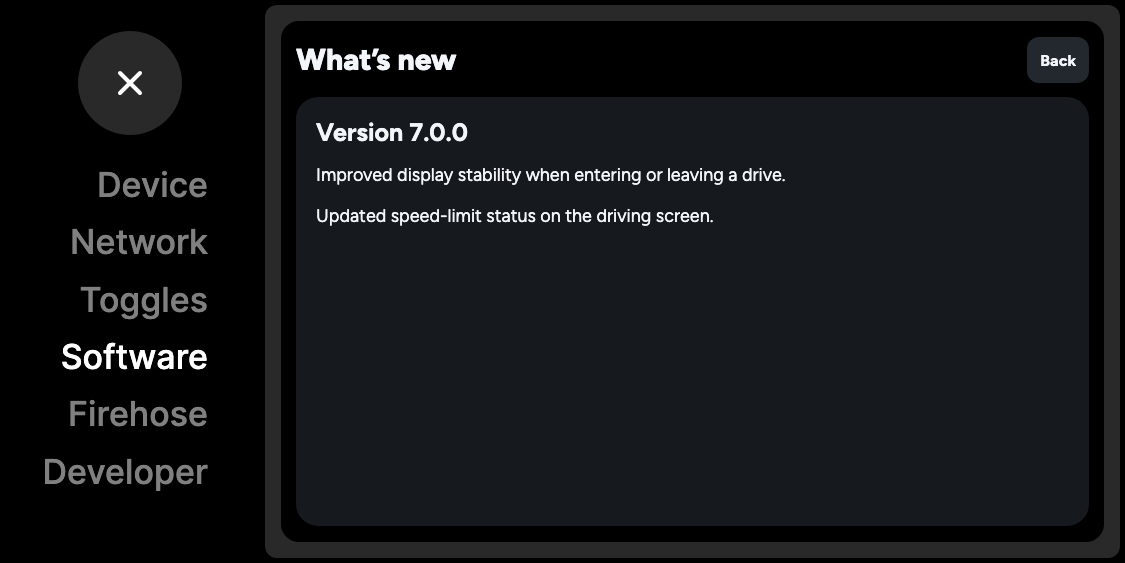 What's new
Back
Device
Network
Toggles
Software
Firehose
Developer
Version 7.0.0
Improved display stability when entering or leaving a drive.
Updated speed-limit status on the driving screen.